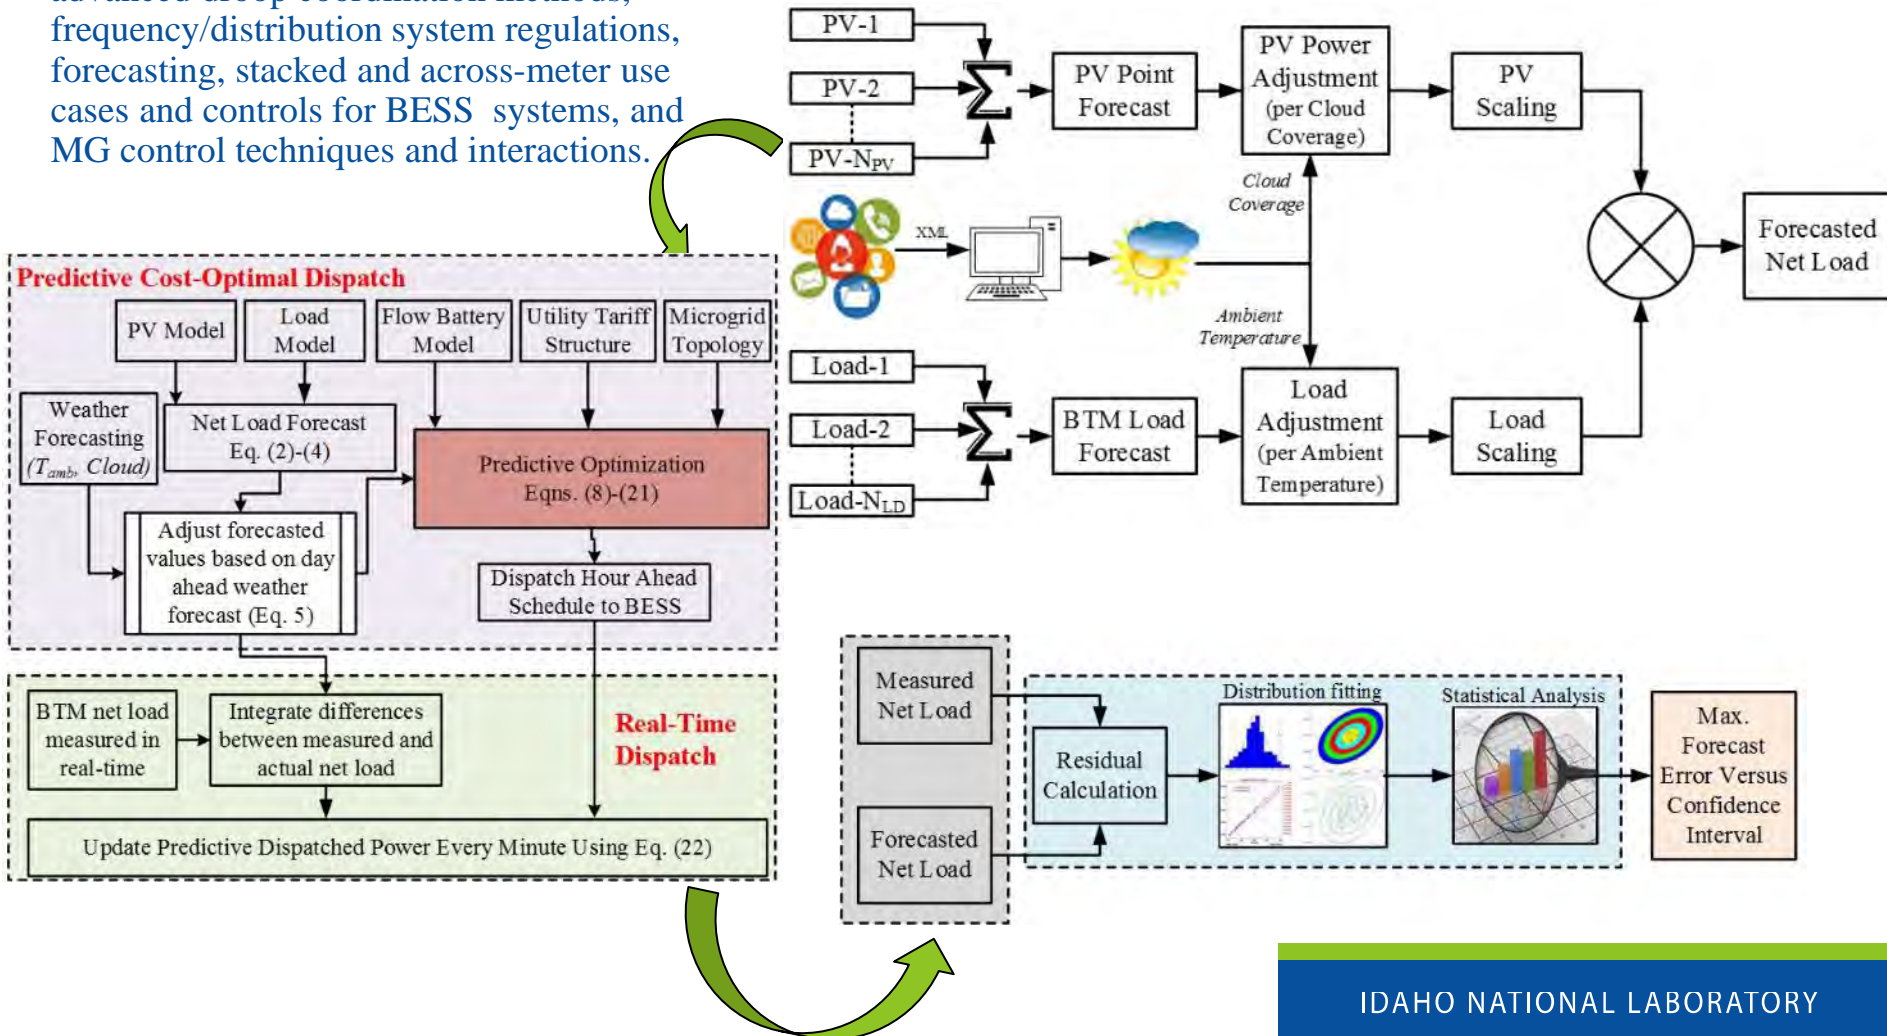 advanced droop coordination methods,
frequency/distribution system regulations,
forecasting, stacked and across-meter use
cases and controls for BESS systems, and
MG control techniques and interactions.
PV-1
PV-2
PV-N_PV
PV Point
Forecast
PV Power
Adjustment
(per Cloud
Coverage)
PV
Scaling
Cloud
Coverage
XML
Ambient
Temperature
Forecasted
Net Load
Load-1
Load-2
Load-N_LD
BTM Load
Forecast
Load
Adjustment
(per Ambient
Temperature)
Load
Scaling
Predictive Cost-Optimal Dispatch
PV Model
Load
Model
Flow Battery
Model
Utility Tariff
Structure
Microgrid
Topology
Weather
Forecasting
(T_amb, Cloud)
Net Load Forecast
Eq. (2)-(4)
Predictive Optimization
Eqns. (8)-(21)
Adjust forecasted
values based on day
ahead weather
forecast (Eq. 5)
Dispatch Hour Ahead
Schedule to BESS
BTM net load
measured in
real-time
Integrate differences
between measured and
actual net load
Real-Time
Dispatch
Update Predictive Dispatched Power Every Minute Using Eq. (22)
Measured
Net Load
Forecasted
Net Load
Residual
Calculation
Distribution fitting
Statistical Analysis
Max.
Forecast
Error Versus
Confidence
Interval
IDAHO NATIONAL LABORATORY